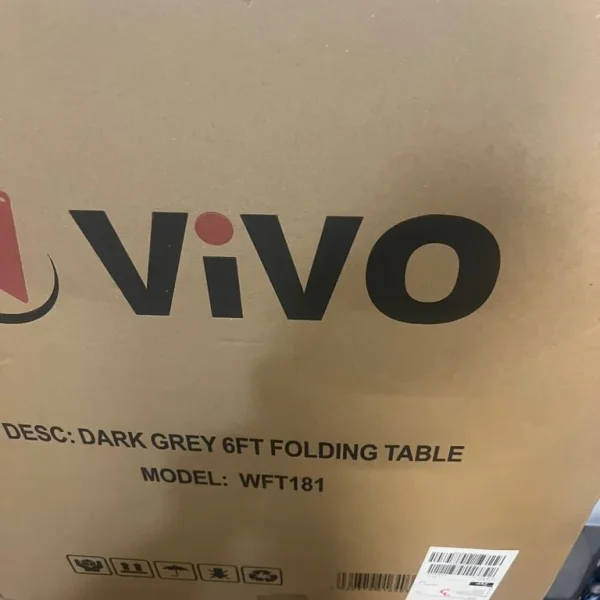 ViVO
DESC: DARK GREY 6FT FOLDING TABLE
MODEL: WFT181